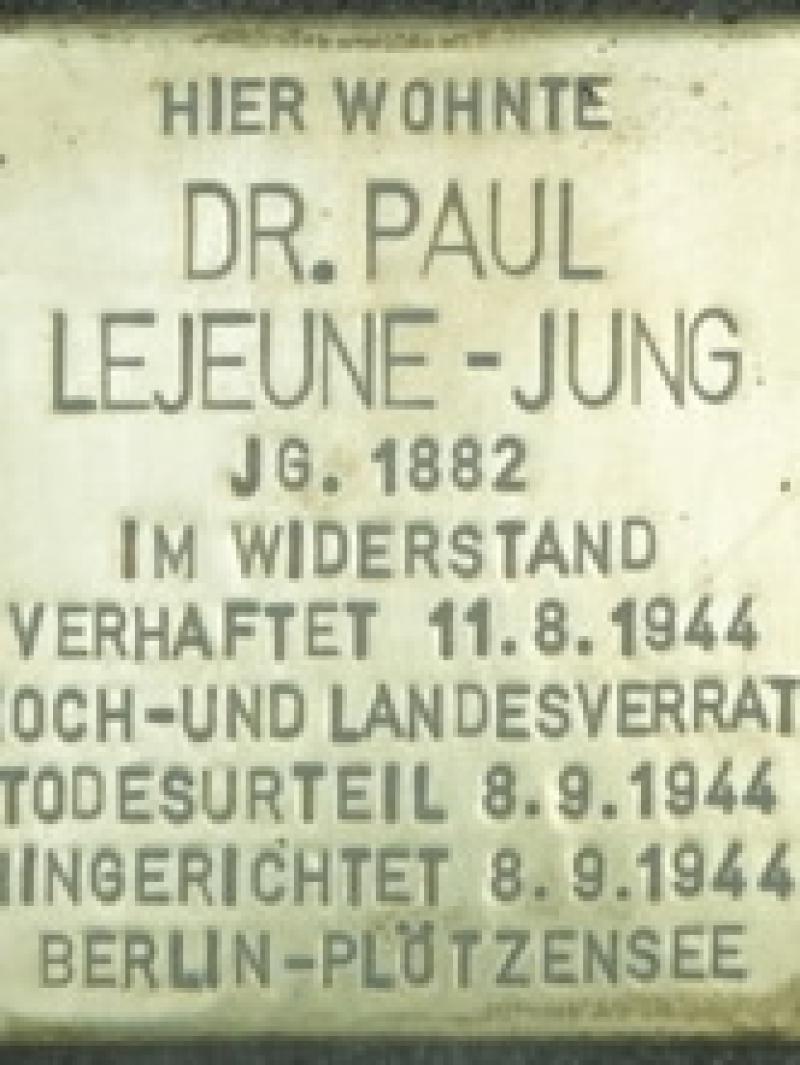 HIER WOHNTE
DR. PAUL
LEJEUNE-JUNG
JG. 1882
IM WIDERSTAND
VERHAFTET 11.8.1944
HOCH-UND LANDESVERRAT
TODESURTEIL 8.9.1944
HINGERICHTET 8.9.1944
BERLIN-PLÖTZENSEE